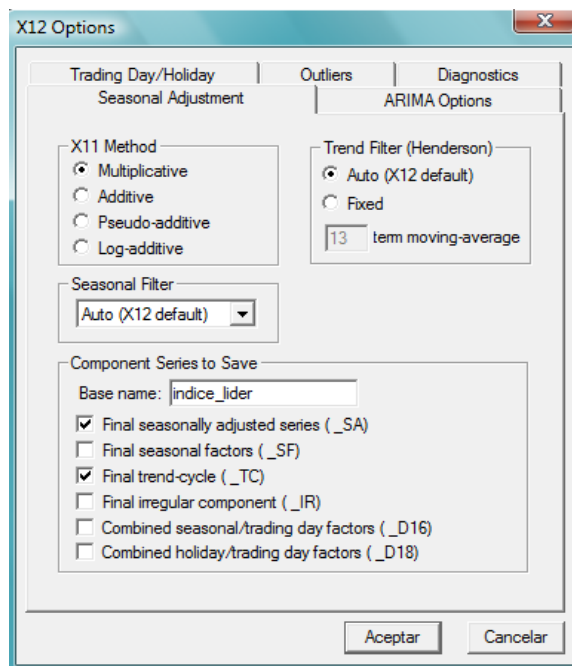 X12 Options
Trading Day/Holiday
Outliers
Diagnostics
Seasonal Adjustment
ARIMA Options
X11 Method
Multiplicative
Additive
Pseudo-additive
Log-additive
Trend Filter (Henderson)
Auto (X12 default)
Fixed
13 term moving-average
Seasonal Filter
Auto (X12 default)
Component Series to Save
Base name: indice_lider
Final seasonally adjusted series ( _SA)
Final seasonal factors ( _SF)
Final trend-cycle ( _TC)
Final irregular component ( _IR)
Combined seasonal/trading day factors ( _D16)
Combined holiday/trading day factors ( _D18)
Aceptar
Cancelar